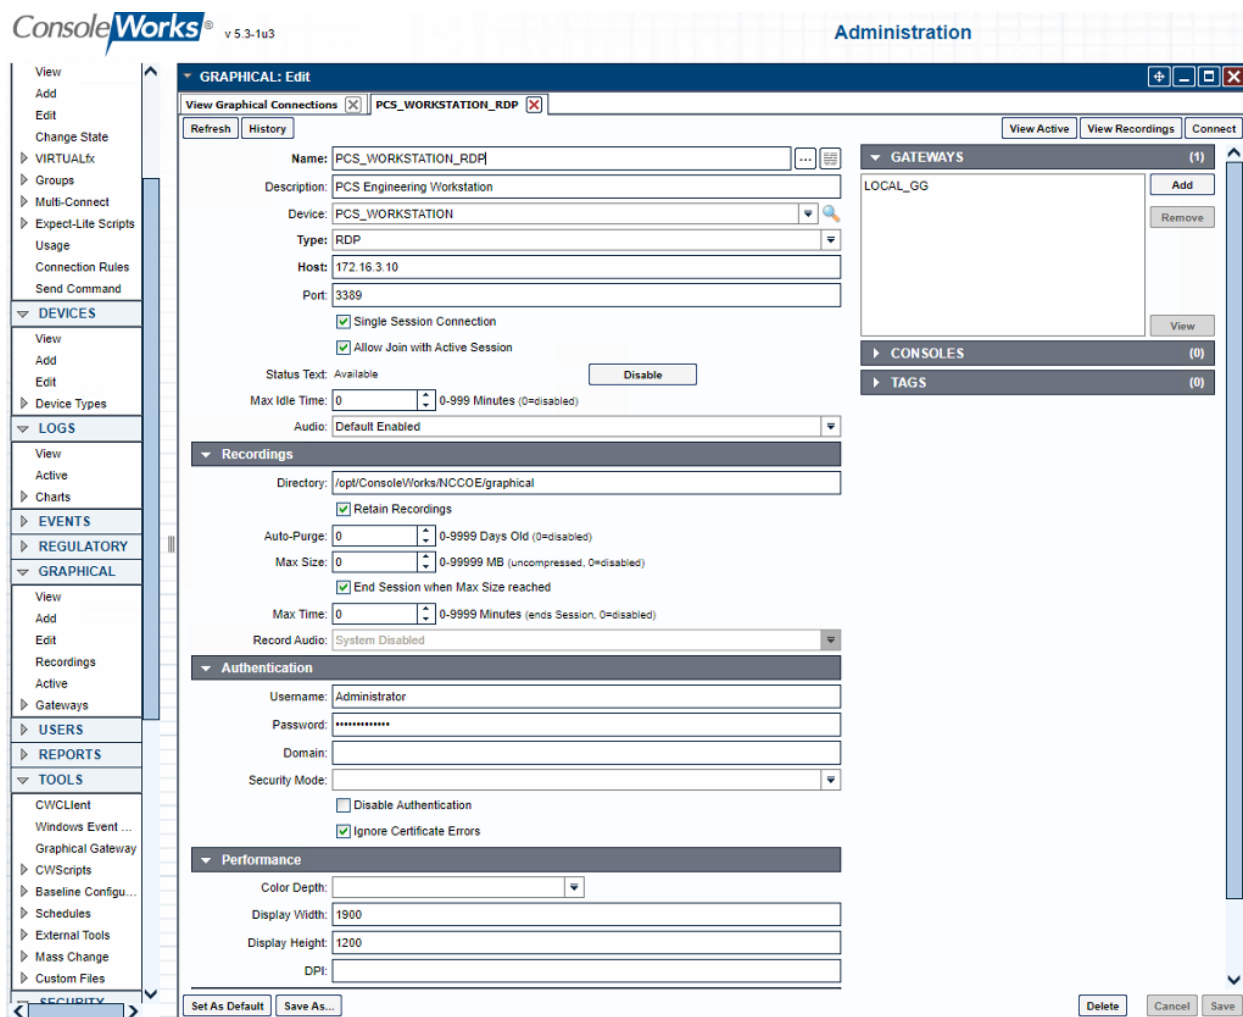 ConsoleWorks® v 5.3-1u3
Administration
View
Add
Edit
Change State
VIRTUALfx
Groups
Multi-Connect
Expect-Lite Scripts
Usage
Connection Rules
Send Command
DEVICES
View
Add
Edit
Device Types
LOGS
View
Active
Charts
EVENTS
REGULATORY
GRAPHICAL
View
Add
Edit
Recordings
Active
Gateways
USERS
REPORTS
TOOLS
CWCLIent
Windows Event ...
Graphical Gateway
CWScripts
Baseline Configu...
Schedules
External Tools
Mass Change
Custom Files
SECURITY
GRAPHICAL: Edit
View Graphical Connections
PCS_WORKSTATION_RDP
Refresh History View Active View Recordings Connect
Name: PCS_WORKSTATION_RDP ...
Description: PCS Engineering Workstation
Device: PCS_WORKSTATION
Type: RDP
Host: 172.16.3.10
Port: 3389
Single Session Connection
Allow Join with Active Session
Status Text: Available Disable
Max Idle Time: 0 0-999 Minutes (0=disabled)
Audio: Default Enabled
Recordings
Directory: /opt/ConsoleWorks/NCCOE/graphical
Retain Recordings
Auto-Purge: 0 0-9999 Days Old (0=disabled)
Max Size: 0 0-99999 MB (uncompressed, 0=disabled)
End Session when Max Size reached
Max Time: 0 0-9999 Minutes (ends Session, 0=disabled)
Record Audio: System Disabled
Authentication
Username: Administrator
Password: •••••••••••••
Domain:
Security Mode:
Disable Authentication
Ignore Certificate Errors
Performance
Color Depth:
Display Width: 1900
Display Height: 1200
DPI:
GATEWAYS (1)
LOCAL_GG
Add
Remove
View
CONSOLES (0)
TAGS (0)
Set As Default Save As... Delete Cancel Save